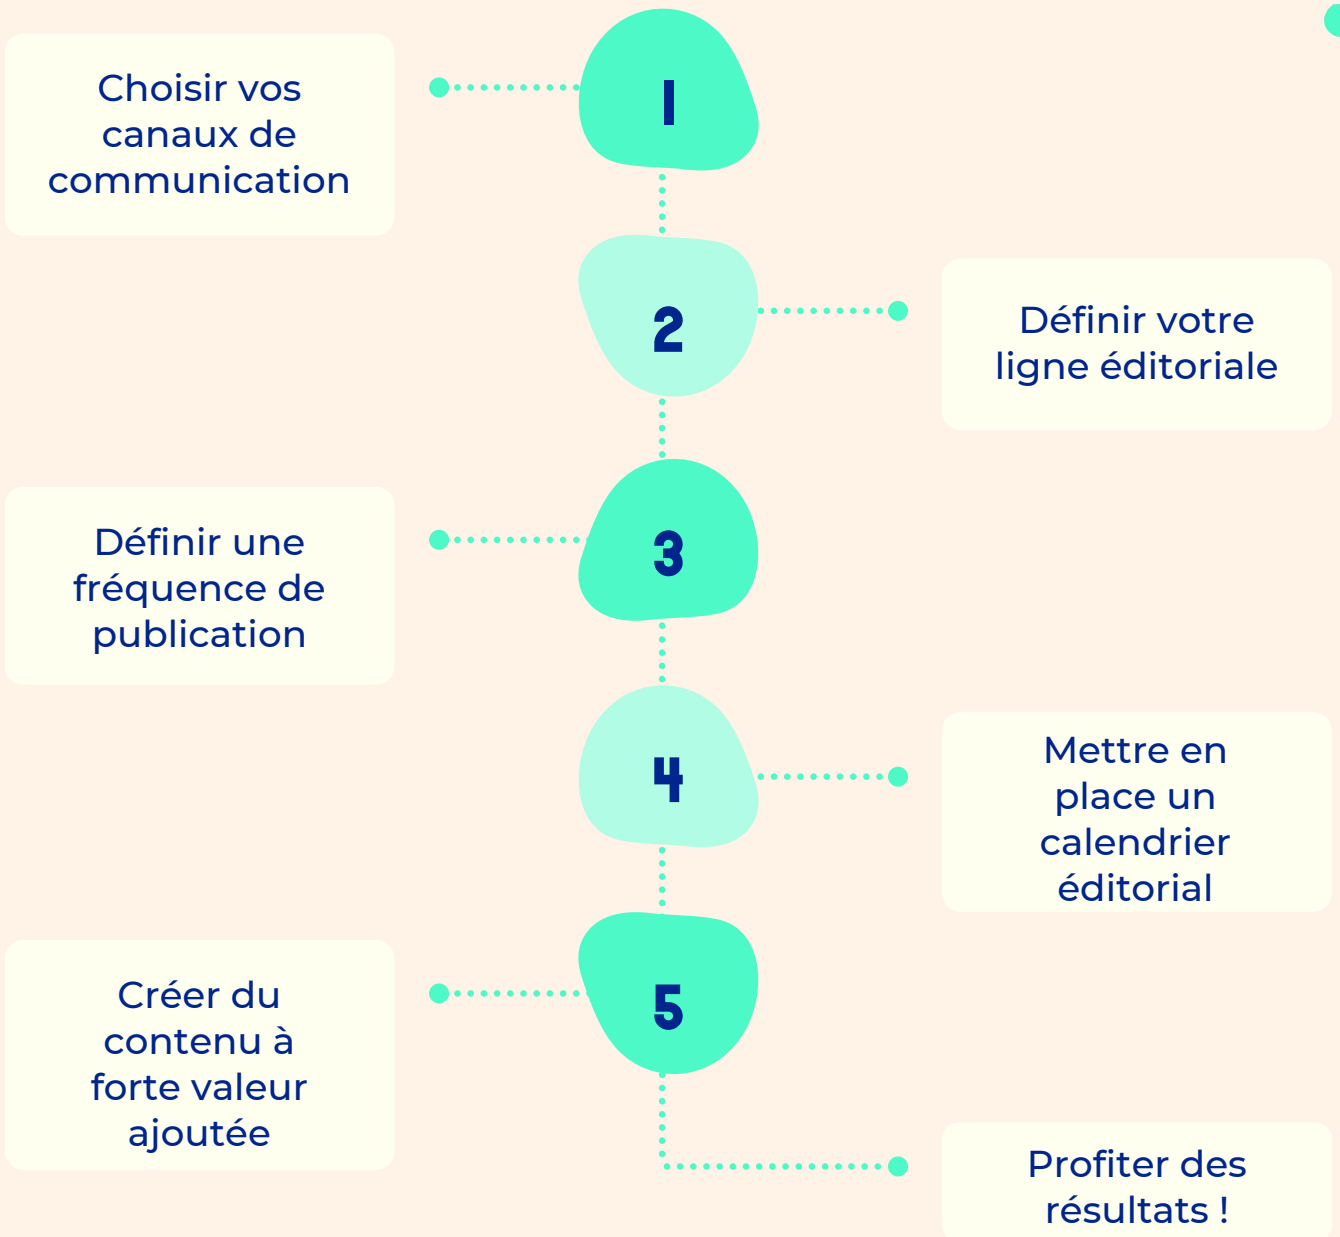 1
Choisir vos
canaux de
communication
2
Définir votre
ligne éditoriale
3
Définir une
fréquence de
publication
4
Mettre en
place un
calendrier
éditorial
5
Créer du
contenu à
forte valeur
ajoutée
Profiter des
résultats !